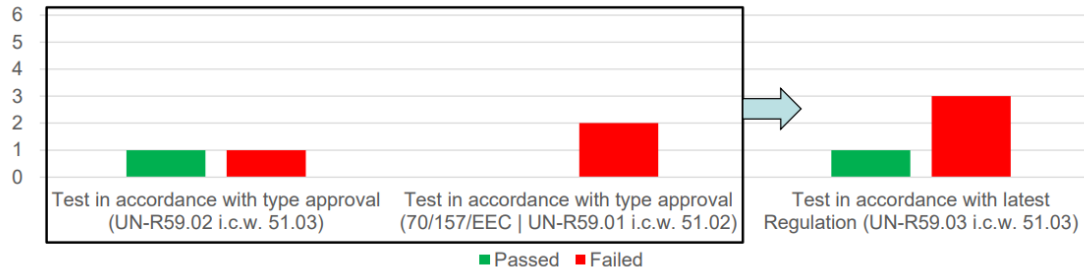 6
5
4
3
2
1
0
Test in accordance with type approval
(UN-R59.02 i.c.w. 51.03)
Test in accordance with type approval
(70/157/EEC | UN-R59.01 i.c.w. 51.02)
Test in accordance with latest
Regulation (UN-R59.03 i.c.w. 51.03)
Passed Failed